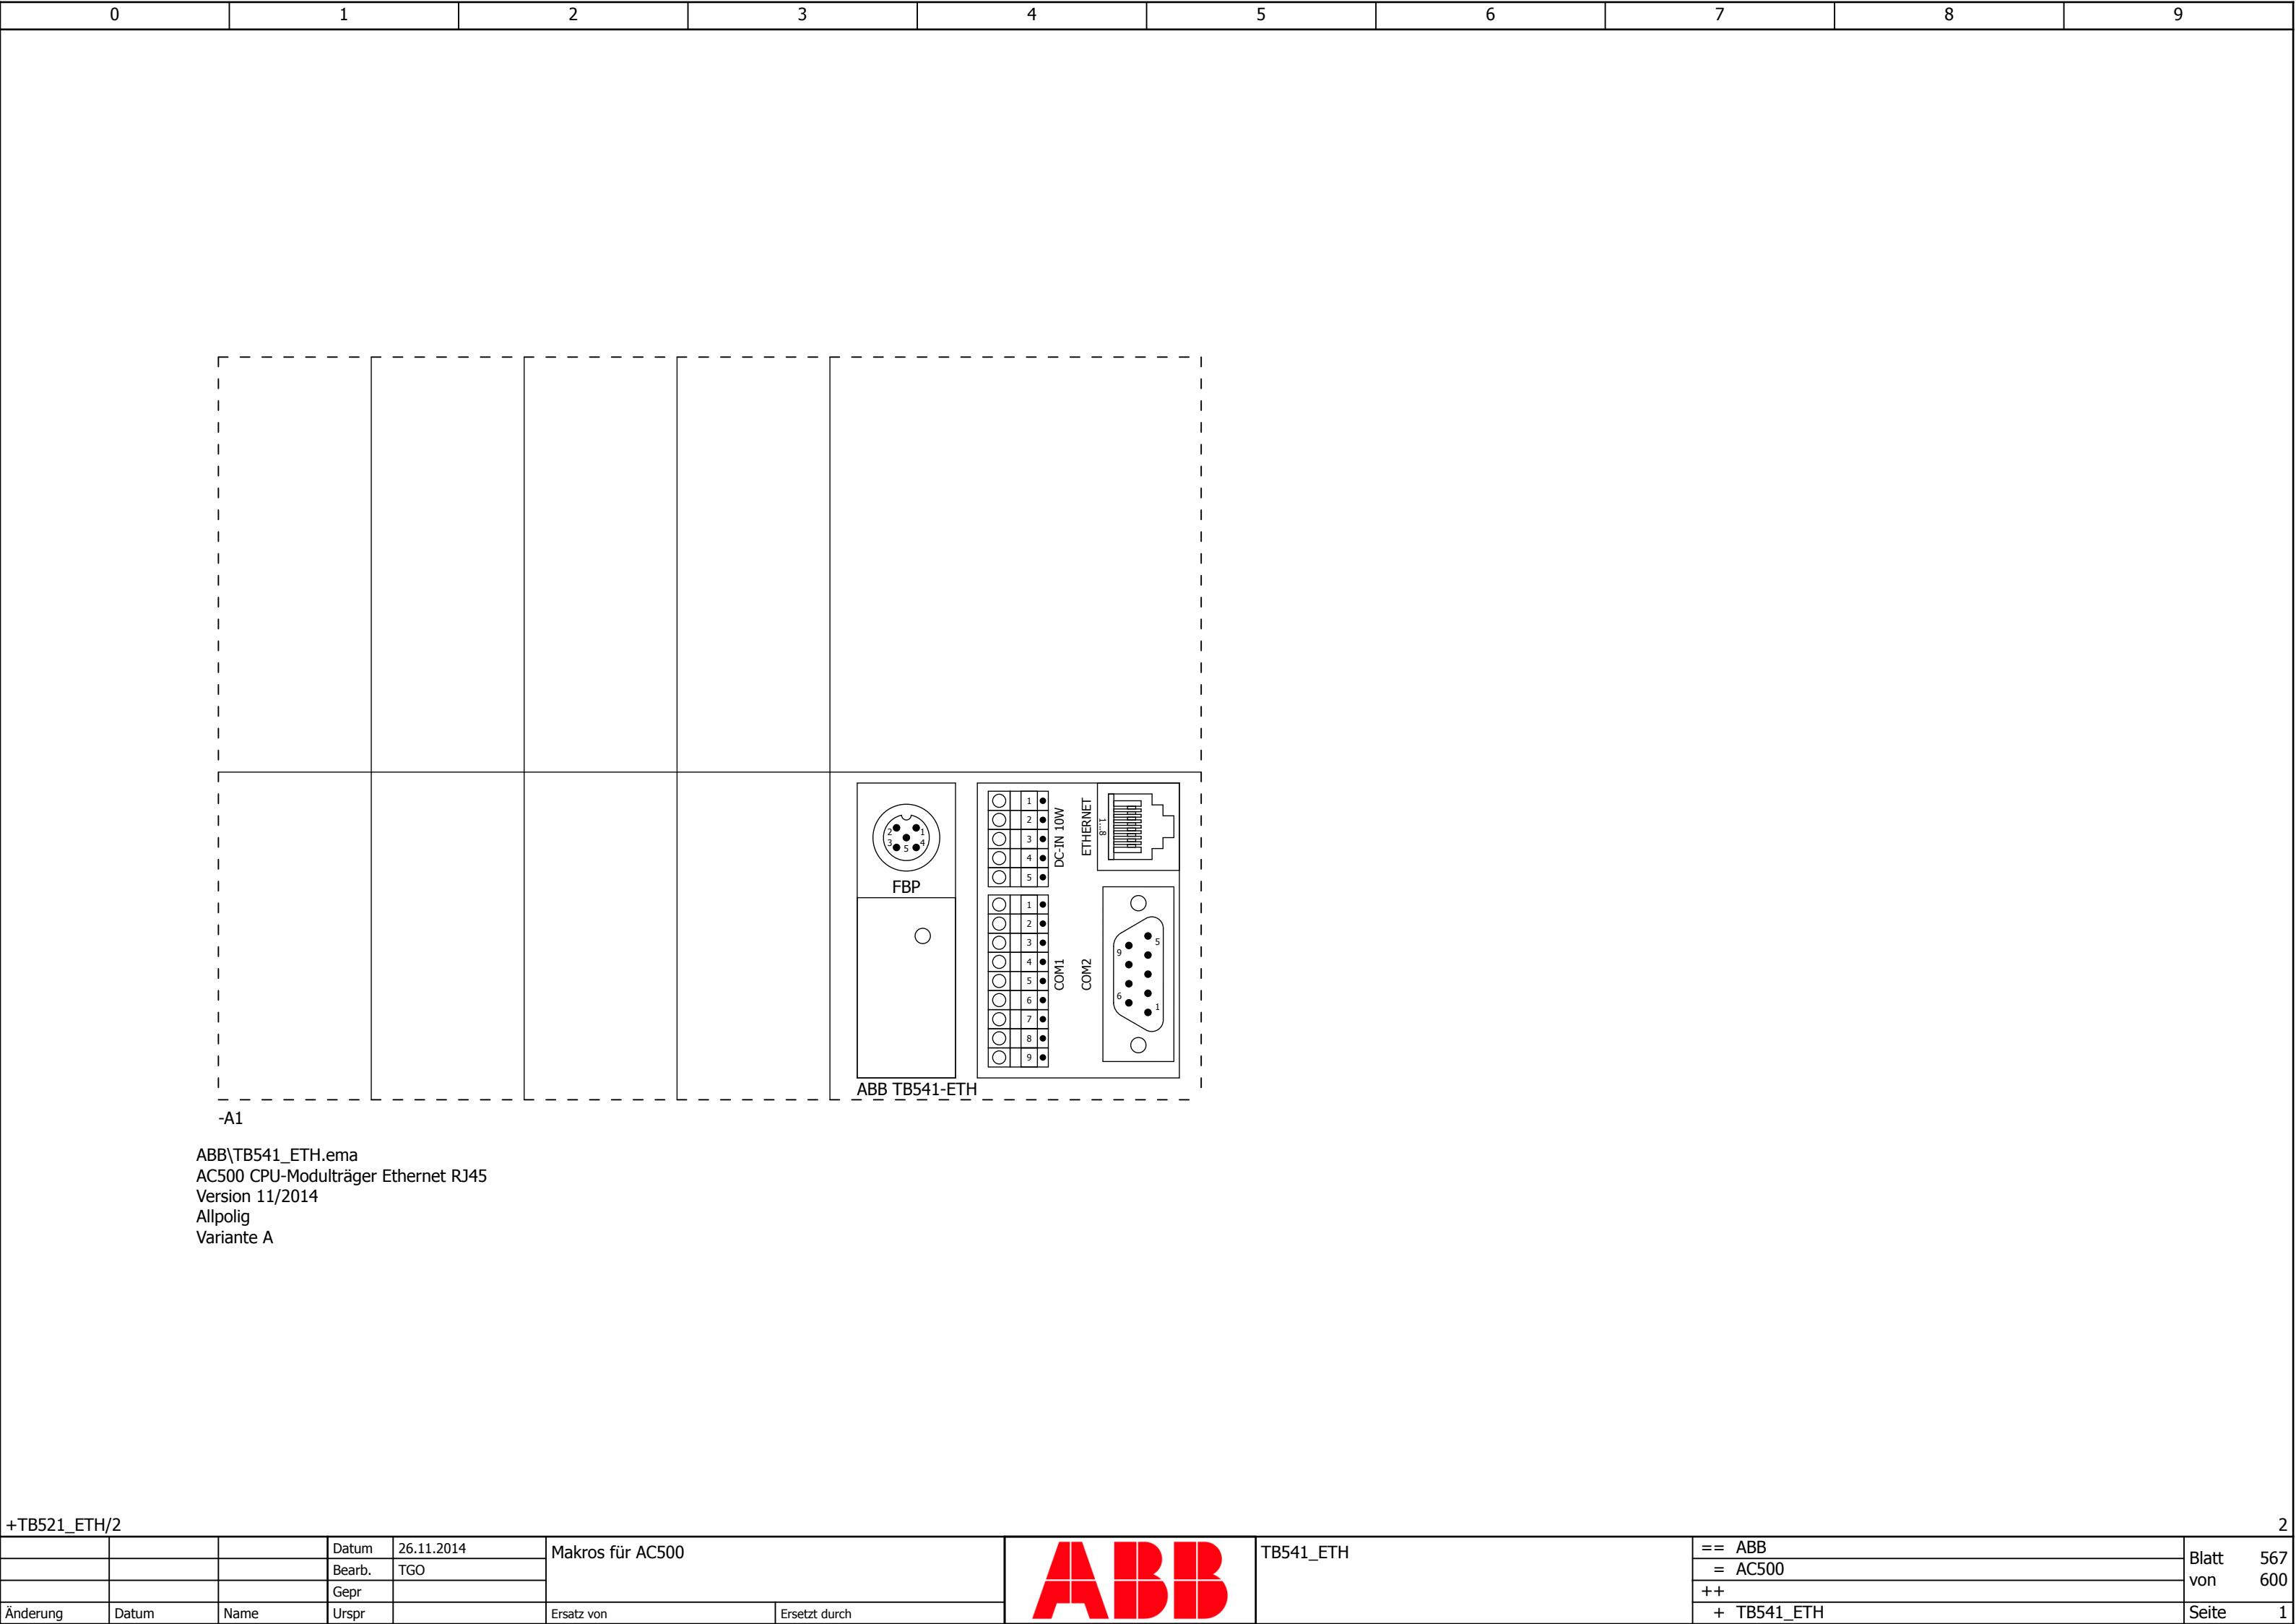 0 1 2 3 4 5 6 7 8 9
2 1
3 5 4
FBP
1
2
3
4
5
DC-IN 10W
ETHERNET
1...8
1
2
3
4
5
6
7
8
9
COM1
COM2
5
9
6
1
ABB TB541-ETH
-A1
ABB\TB541_ETH.ema
AC500 CPU-Modulträger Ethernet RJ45
Version 11/2014
Allpolig
Variante A
+TB521_ETH/2 2
Datum 26.11.2014 Makros für AC500 ABB TB541_ETH == ABB Blatt 567
Bearb. TGO = AC500 von 600
Gepr ++
Änderung Datum Name Urspr Ersatz von Ersetzt durch + TB541_ETH Seite 1